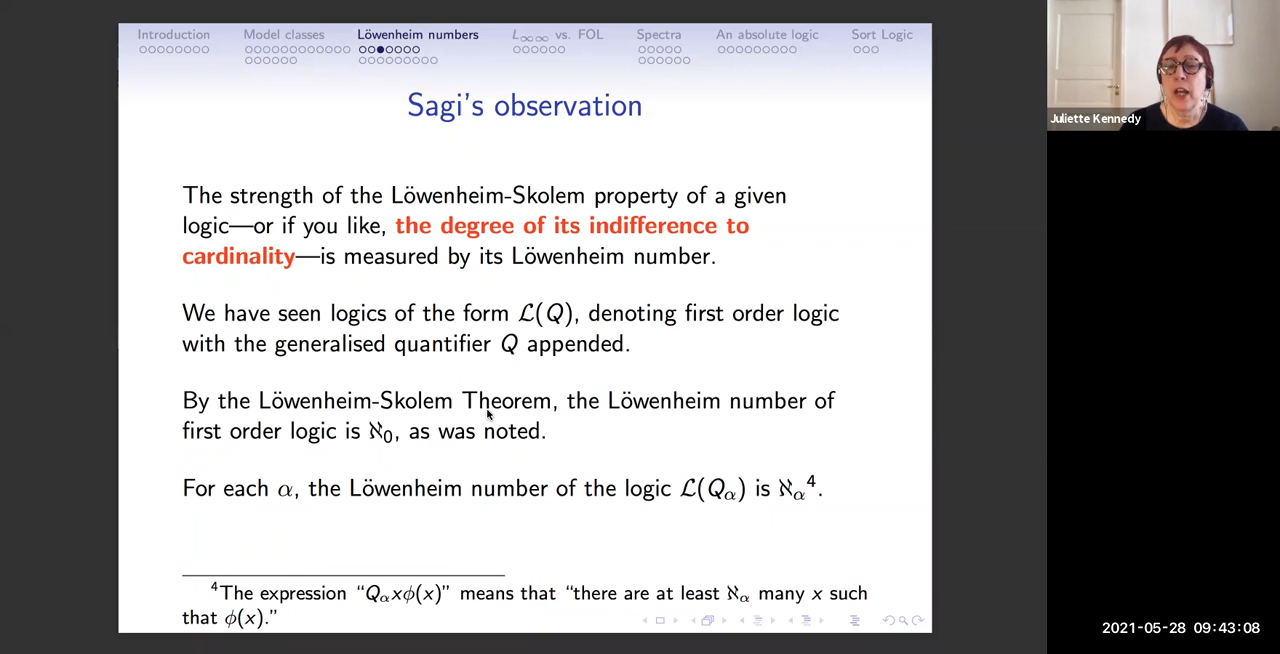 Introduction Model classes Löwenheim numbers L∞∞ vs. FOL Spectra An absolute logic Sort Logic
Sagi's observation
The strength of the Löwenheim-Skolem property of a given
logic—or if you like, the degree of its indifference to
cardinality—is measured by its Löwenheim number.
We have seen logics of the form ℒ(Q), denoting first order logic
with the generalised quantifier Q appended.
By the Löwenheim-Skolem Theorem, the Löwenheim number of
first order logic is ℵ₀, as was noted.
For each α, the Löwenheim number of the logic ℒ(Qα) is ℵα⁴.
⁴The expression “Qαxϕ(x)” means that “there are at least ℵα many x such
that ϕ(x).”
Juliette Kennedy
2021-05-28 09:43:08